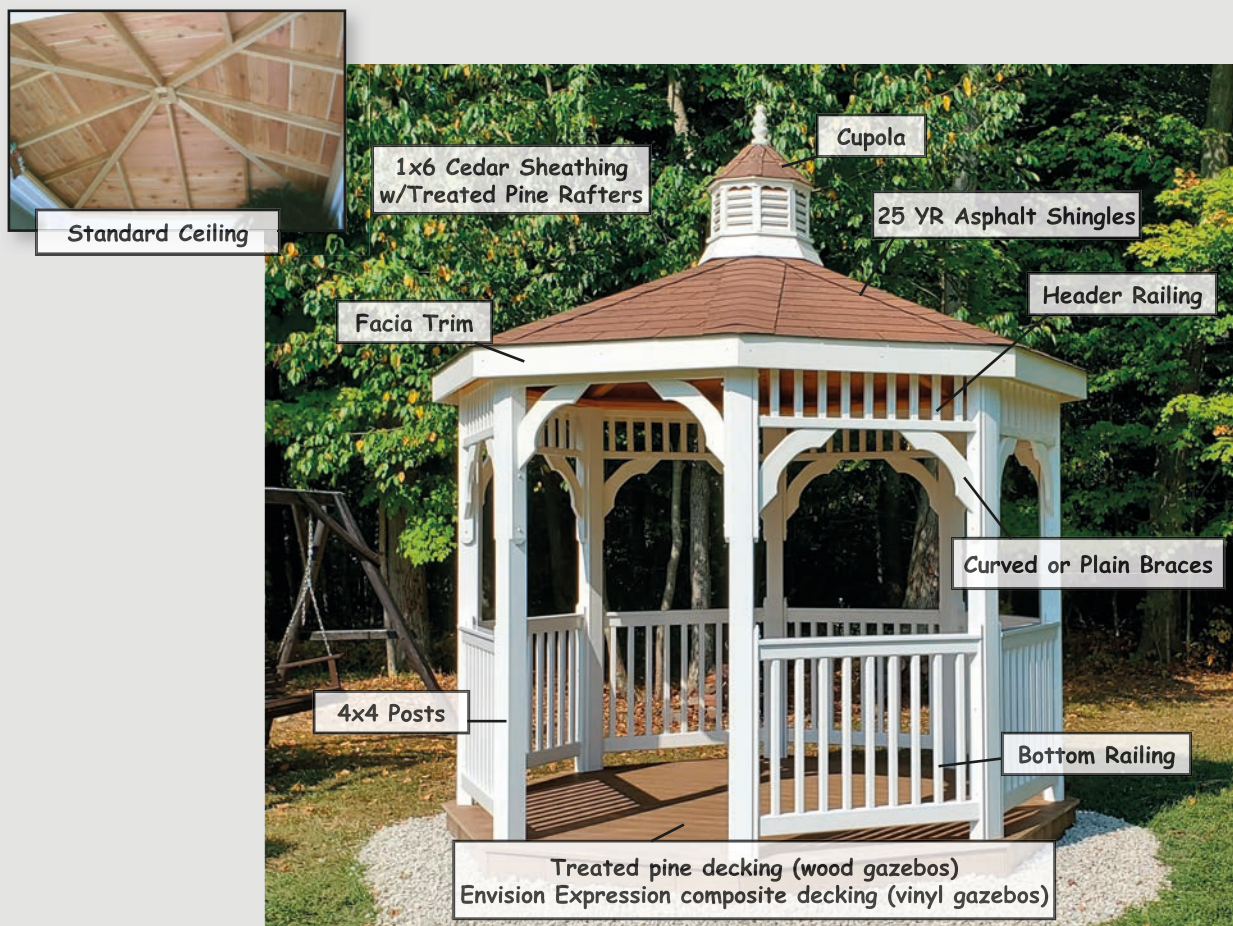 1x6 Cedar Sheathing
w/Treated Pine Rafters
Standard Ceiling
Cupola
25 YR Asphalt Shingles
Header Railing
Facia Trim
Curved or Plain Braces
4x4 Posts
Bottom Railing
Treated pine decking (wood gazebos)
Envision Expression composite decking (vinyl gazebos)